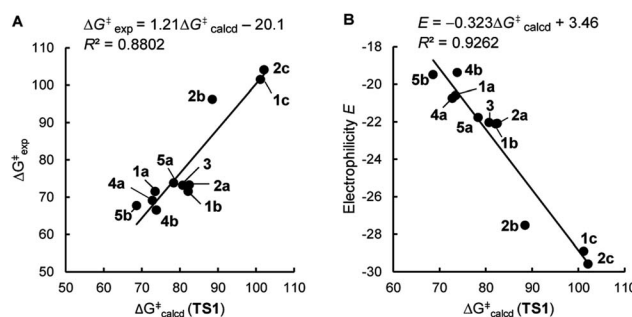 A
ΔG‡exp = 1.21ΔG‡calcd – 20.1
R² = 0.8802
110
100
90
80
70
60
50
60 70 80 90 100 110
ΔG‡exp
ΔG‡calcd (TS1)
2c
1c
2b
5a
3
1a
4a
2a
5b
4b
1b
B
E = –0.323ΔG‡calcd + 3.46
R² = 0.9262
-16
-18
-20
-22
-24
-26
-28
-30
50 60 70 80 90 100 110
Electrophilicity E
ΔG‡calcd (TS1)
5b
4b
1a
4a
3
2a
5a
1b
2b
1c
2c